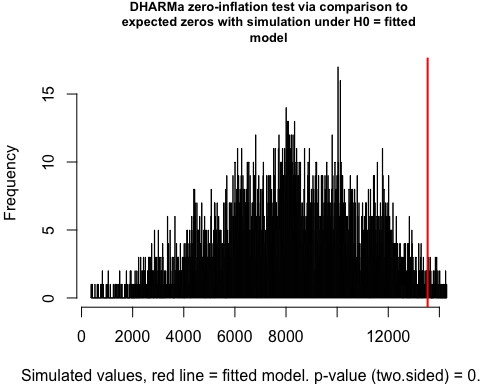 DHARMa zero-inflation test via comparison to
expected zeros with simulation under H0 = fitted
model
Frequency
15
10
5
0
0 2000 4000 6000 8000 12000
Simulated values, red line = fitted model. p-value (two.sided) = 0.